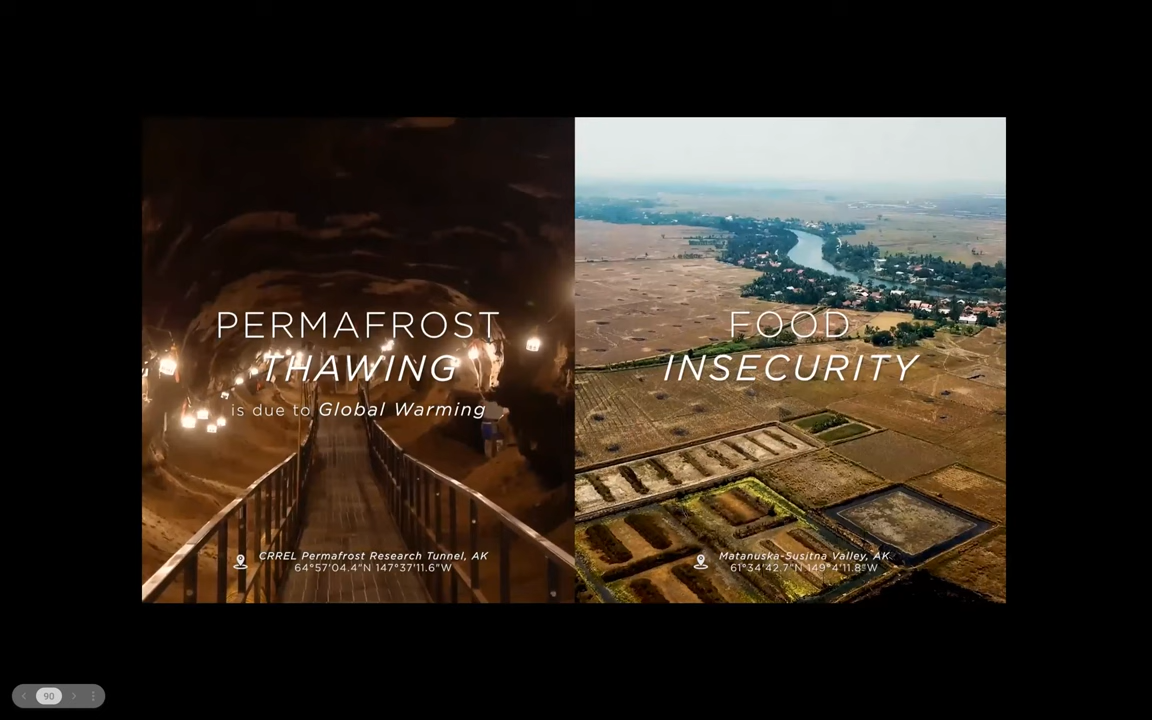 PERMAFROST
THAWING
is due to Global Warming
CRREL Permafrost Research Tunnel, AK
64°57'04.4"N 147°37'11.6"W
FOOD
INSECURITY
Matanuska-Susitna Valley, AK
61°34'42.7"N 149°4'11.8"W
90